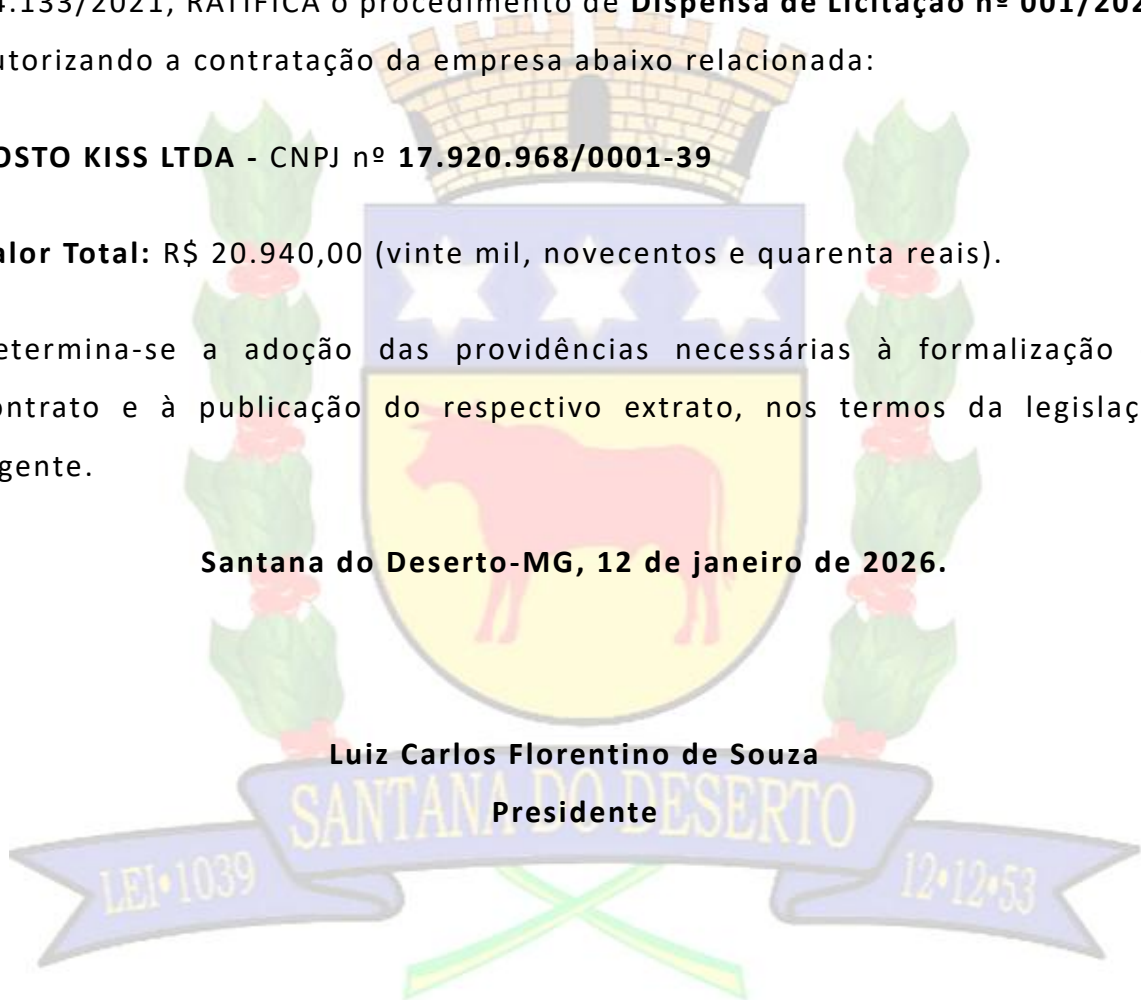 4.133/2021, RATIFICA o procedimento de Dispensa de Licitação nº 001/202
utorizando a contratação da empresa abaixo relacionada:
OSTO KISS LTDA - CNPJ nº 17.920.968/0001-39
alor Total: R$ 20.940,00 (vinte mil, novecentos e quarenta reais).
etermina-se a adoção das providências necessárias à formalização
ontrato e à publicação do respectivo extrato, nos termos da legislaç
gente.
Santana do Deserto-MG, 12 de janeiro de 2026.
Luiz Carlos Florentino de Souza
Presidente
SANTANA DO DESERTO
LEI•1039
12•12•53